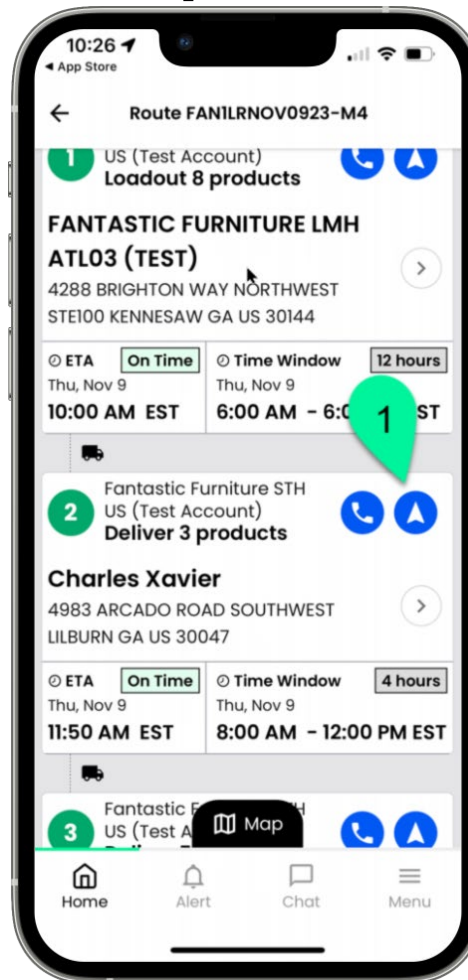 10:26
App Store
Route FAN1LRNOV0923-M4
1
US (Test Account)
Loadout 8 products
FANTASTIC FURNITURE LMH
ATL03 (TEST)
4288 BRIGHTON WAY NORTHWEST
STE100 KENNESAW GA US 30144
ETA On Time Time Window 12 hours
Thu, Nov 9 Thu, Nov 9
10:00 AM EST 6:00 AM - 6:0
1
Fantastic Furniture STH
2 US (Test Account)
Deliver 3 products
Charles Xavier
4983 ARCADO ROAD SOUTHWEST
LILBURN GA US 30047
ETA On Time Time Window 4 hours
Thu, Nov 9 Thu, Nov 9
11:50 AM EST 8:00 AM - 12:00 PM EST
Fantastic
3 US (Test A
Map
Home Alert Chat Menu